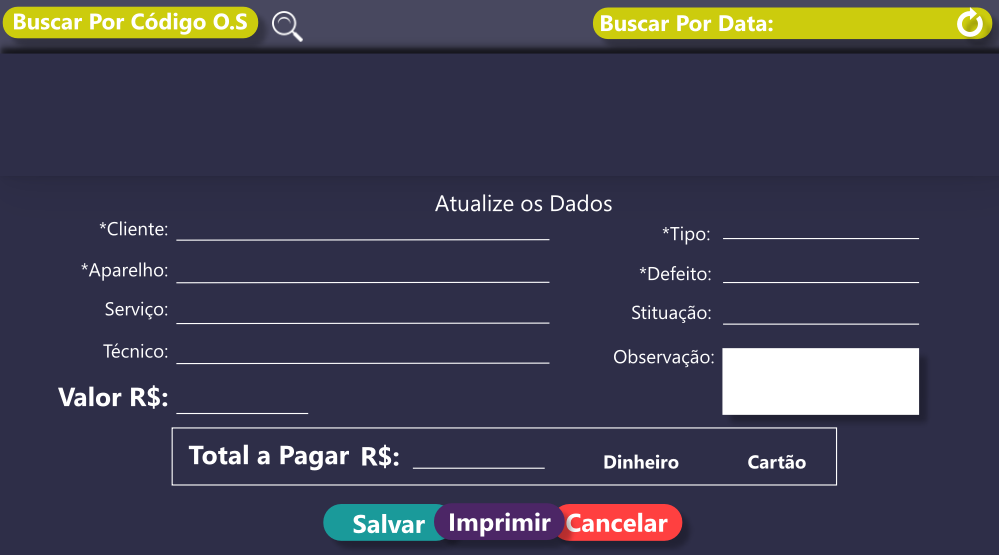 Buscar Por Código O.S
Buscar Por Data:
Atualize os Dados
*Cliente:
*Tipo:
*Aparelho:
*Defeito:
Serviço:
Stituação:
Técnico:
Observação:
Valor R$:
Total a Pagar R$:
Dinheiro
Cartão
Salvar
Imprimir
Cancelar